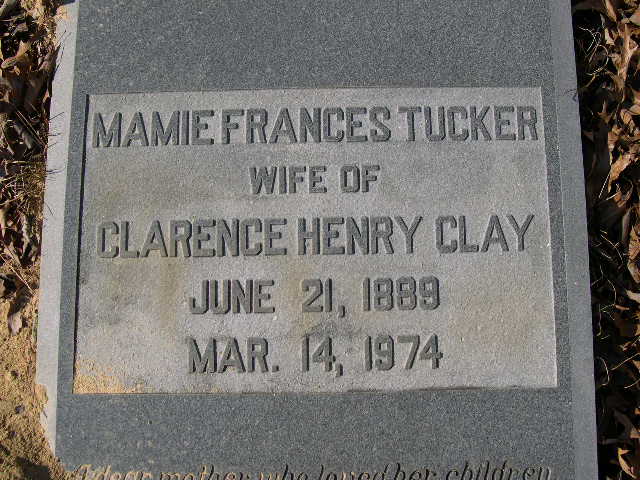 MAMIE FRANCES TUCKER
WIFE OF
CLARENCE HENRY CLAY
JUNE 21, 1889
MAR. 14, 1974
A dear mother who loved her children